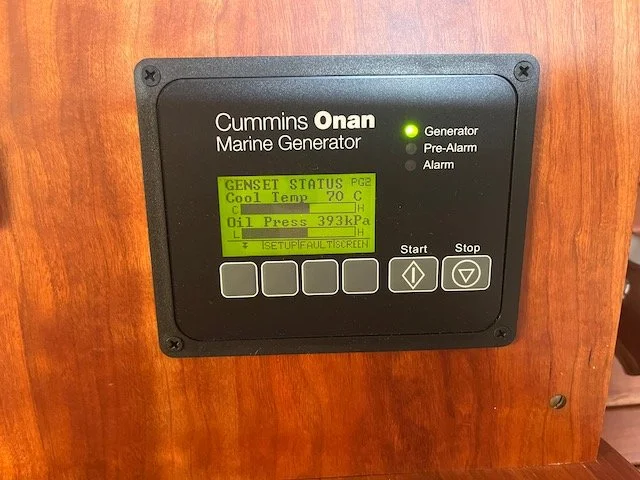 Cummins Onan
Marine Generator
Generator
Pre-Alarm
Alarm
GENSET STATUS PG2
Cool Temp 70 C
C H
Oil Press 393kPa
L H
SETUP FAULT SCREEN
Start Stop